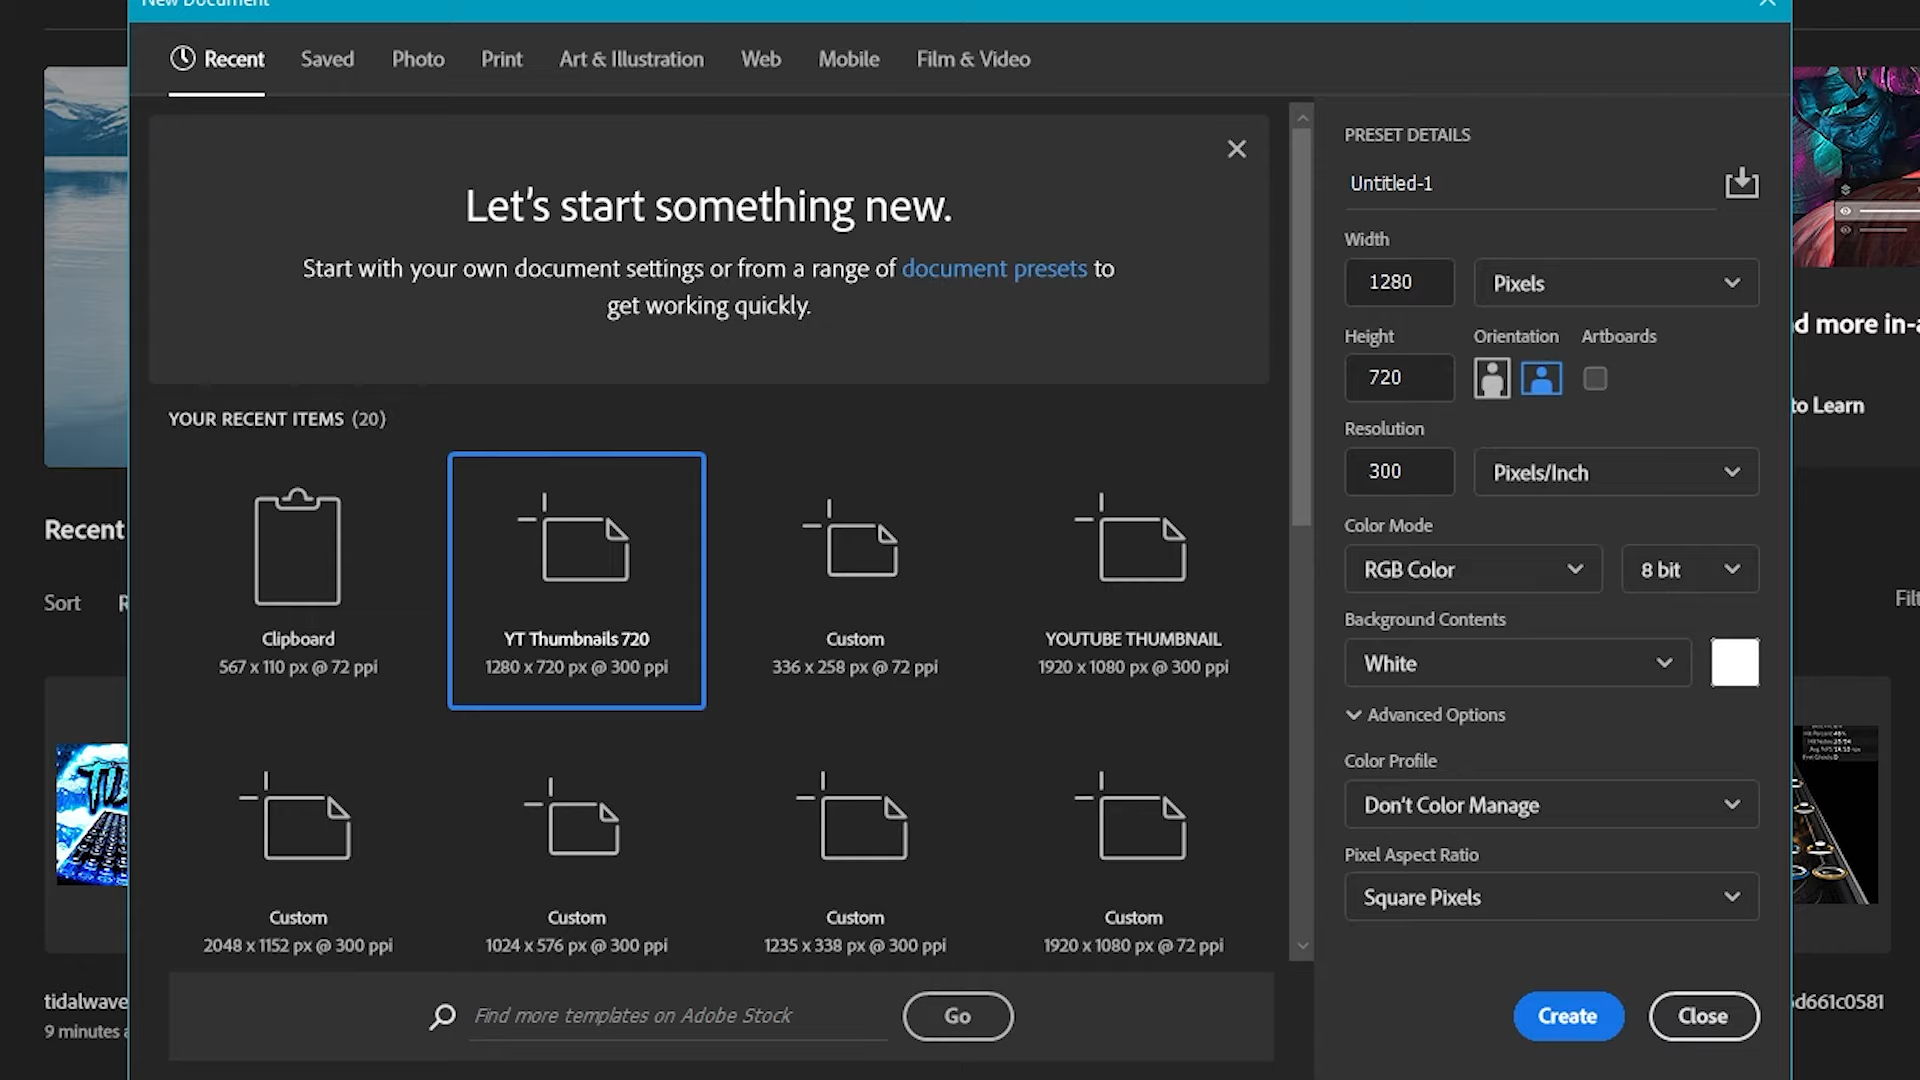 New Document
Recent
Saved
Photo
Print
Art & Illustration
Web
Mobile
Film & Video
Let's start something new.
Start with your own document settings or from a range of document presets to
get working quickly.
YOUR RECENT ITEMS (20)
Clipboard
567 x 110 px @ 72 ppi
YT Thumbnails 720
1280 x 720 px @ 300 ppi
Custom
336 x 258 px @ 72 ppi
YOUTUBE THUMBNAIL
1920 x 1080 px @ 300 ppi
Custom
2048 x 1152 px @ 300 ppi
Custom
1024 x 576 px @ 300 ppi
Custom
1235 x 338 px @ 300 ppi
Custom
1920 x 1080 px @ 72 ppi
Find more templates on Adobe Stock
Go
PRESET DETAILS
Untitled-1
Width
1280
Pixels
Height
Orientation
Artboards
720
Resolution
300
Pixels/Inch
Color Mode
RGB Color
8 bit
Background Contents
White
Advanced Options
Color Profile
Don't Color Manage
Pixel Aspect Ratio
Square Pixels
Create
Close
Recent
Sort
R
tidalwave
9 minutes a
d more in-a
to Learn
Filt
6d661c0581